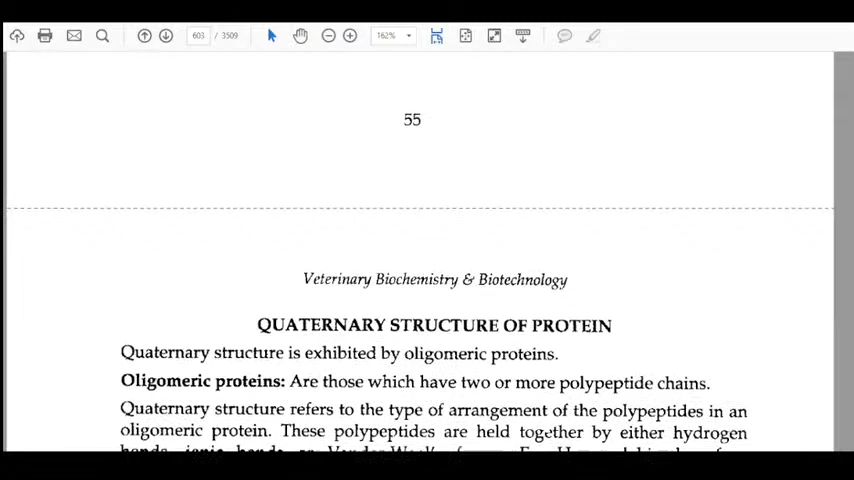 603 / 3509 162%
55
Veterinary Biochemistry & Biotechnology
QUATERNARY STRUCTURE OF PROTEIN
Quaternary structure is exhibited by oligomeric proteins.
Oligomeric proteins: Are those which have two or more polypeptide chains.
Quaternary structure refers to the type of arrangement of the polypeptides in an
oligomeric protein. These polypeptides are held together by either hydrogen